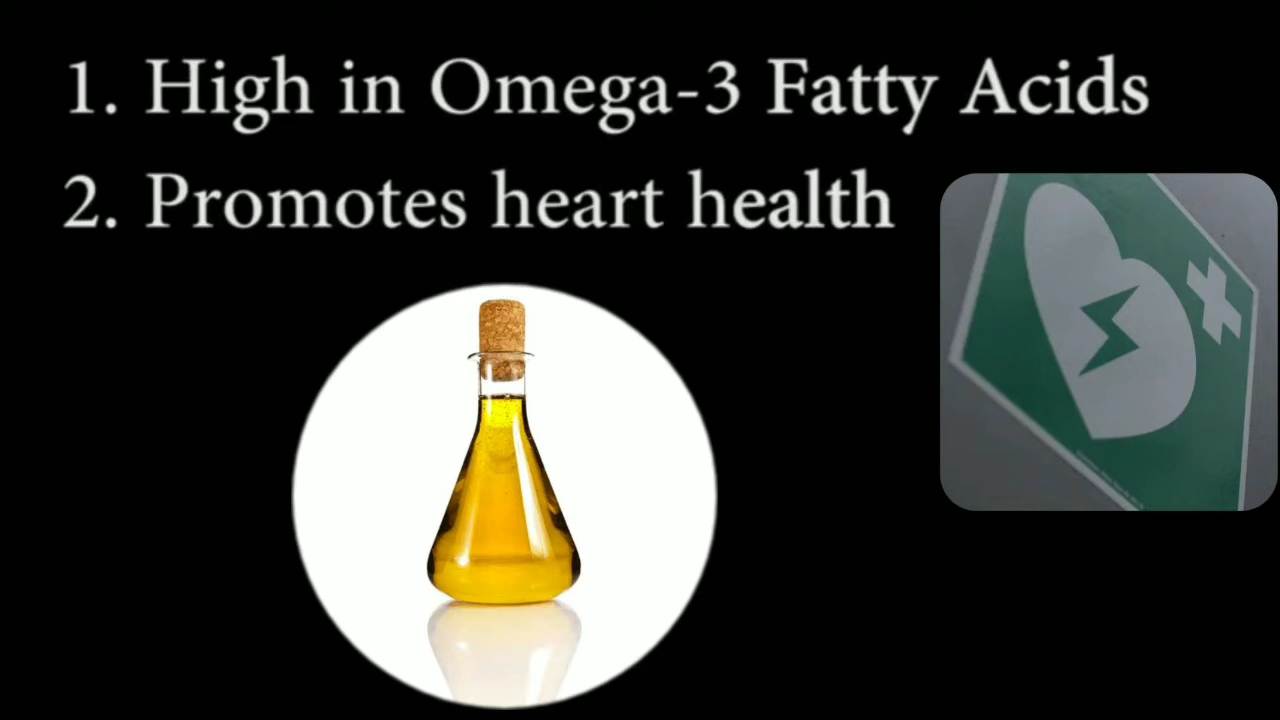 1. High in Omega-3 Fatty Acids
2. Promotes heart health